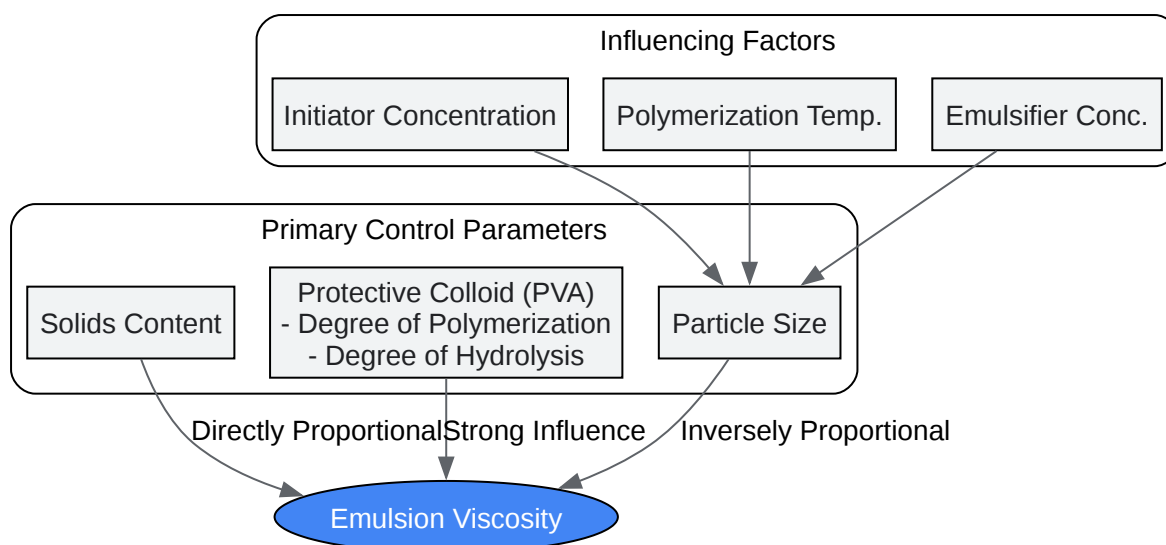 Influencing Factors
Initiator Concentration
Polymerization Temp.
Emulsifier Conc.
Primary Control Parameters
Solids Content
Protective Colloid (PVA)
- Degree of Polymerization
- Degree of Hydrolysis
Particle Size
Directly Proportional
Strong Influence
Inversely Proportional
Emulsion Viscosity